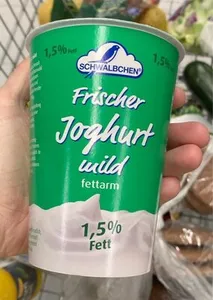 1,5% Fett
1,5%
SCHWÄLBCHEN
Frischer
Joghurt
mild
fettarm
1,5%
Fett